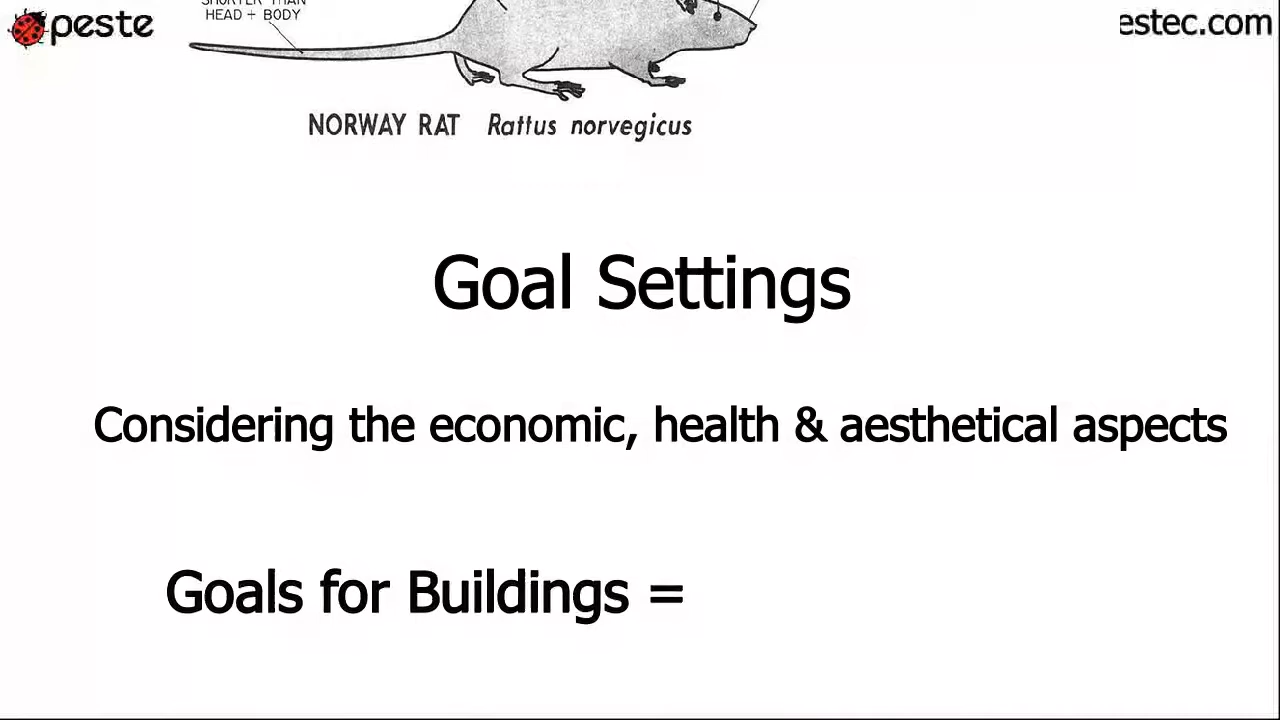 peste
estec.com
SHORTER THAN
HEAD + BODY
NORWAY RAT Rattus norvegicus
Goal Settings
Considering the economic, health & aesthetical aspects
Goals for Buildings =